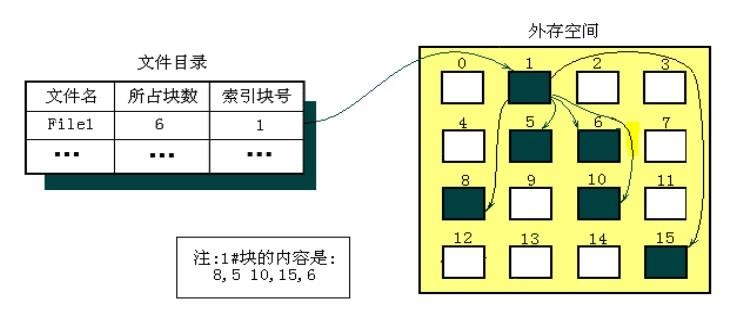 外存空间
文件目录
文件名 所占块数 索引块号
File1 6 1
… … …
0 1 2 3
4 5 6 7
8 9 10 11
12 13 14 15
注:1#块的内容是:
8,5 10,15,6